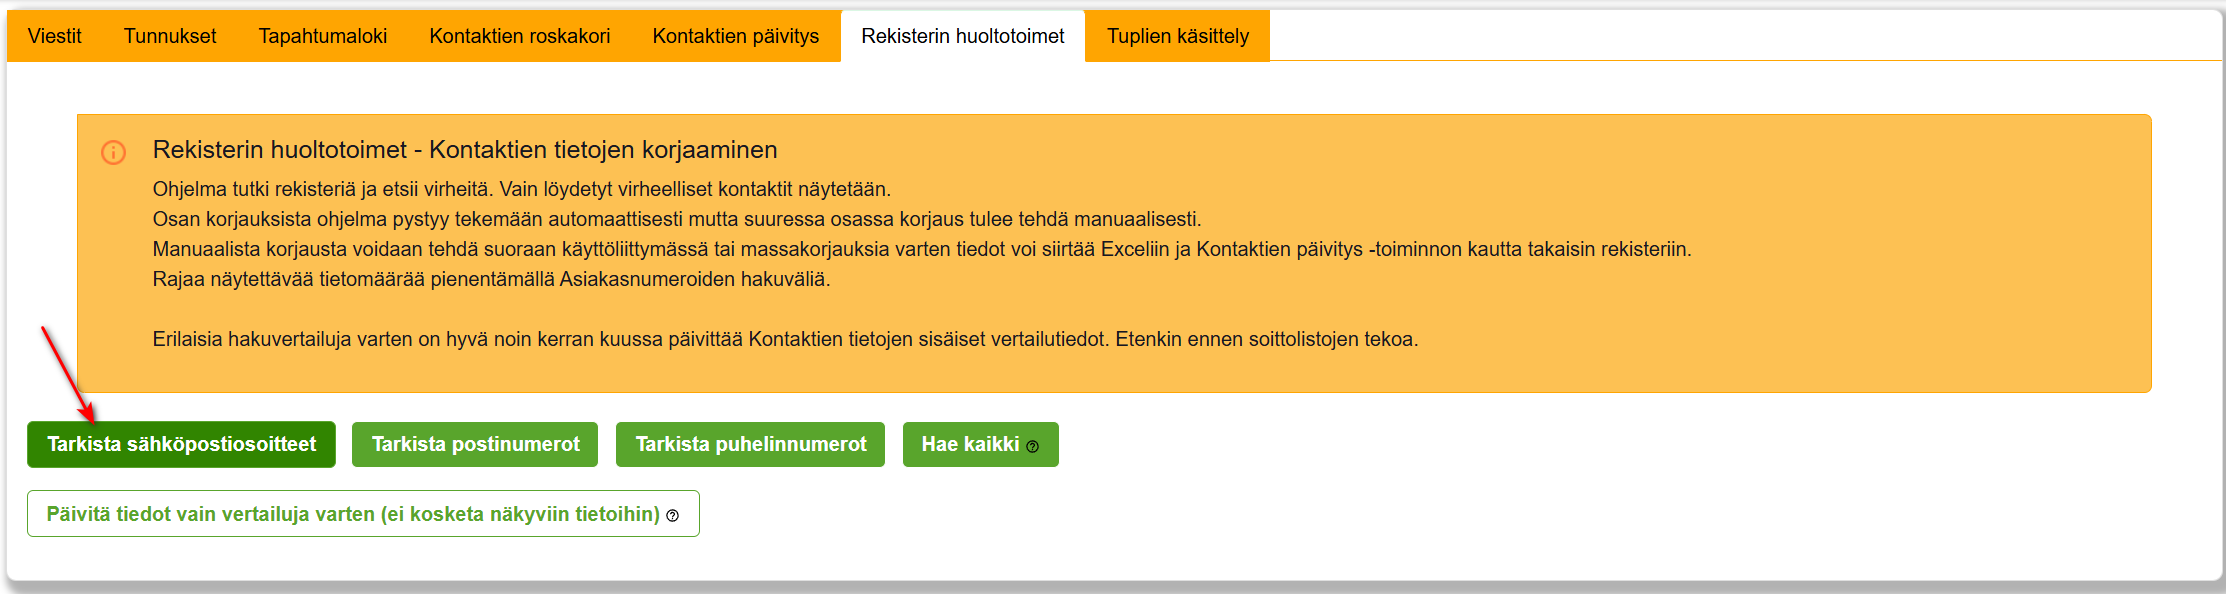 Viestit Tunnukset Tapahtumaloki Kontaktien roskakori Kontaktien päivitys Rekisterin huoltotoimet Tuplien käsittely
Rekisterin huoltotoimet - Kontaktien tietojen korjaaminen
Ohjelma tutki rekisteriä ja etsii virheitä. Vain löydetyt virheelliset kontaktit näytetään.
Osan korjauksista ohjelma pystyy tekemään automaattisesti mutta suuressa osassa korjaus tulee tehdä manuaalisesti.
Manuaalista korjausta voidaan tehdä suoraan käyttöliittymässä tai massakorjauksia varten tiedot voi siirtää Exceliin ja Kontaktien päivitys -toiminnon kautta takaisin rekisteriin.
Rajaa näytettävää tietomäärää pienentämällä Asiakasnumeroiden hakuväliä.
Erilaisia hakuvertailuja varten on hyvä noin kerran kuussa päivittää Kontaktien tietojen sisäiset vertailutiedot. Etenkin ennen soittolistojen tekoa.
Tarkista sähköpostiosoitteet Tarkista postinumerot Tarkista puhelinnumerot Hae kaikki
Päivitä tiedot vain vertailuja varten (ei kosketa näkyviin tietoihin)